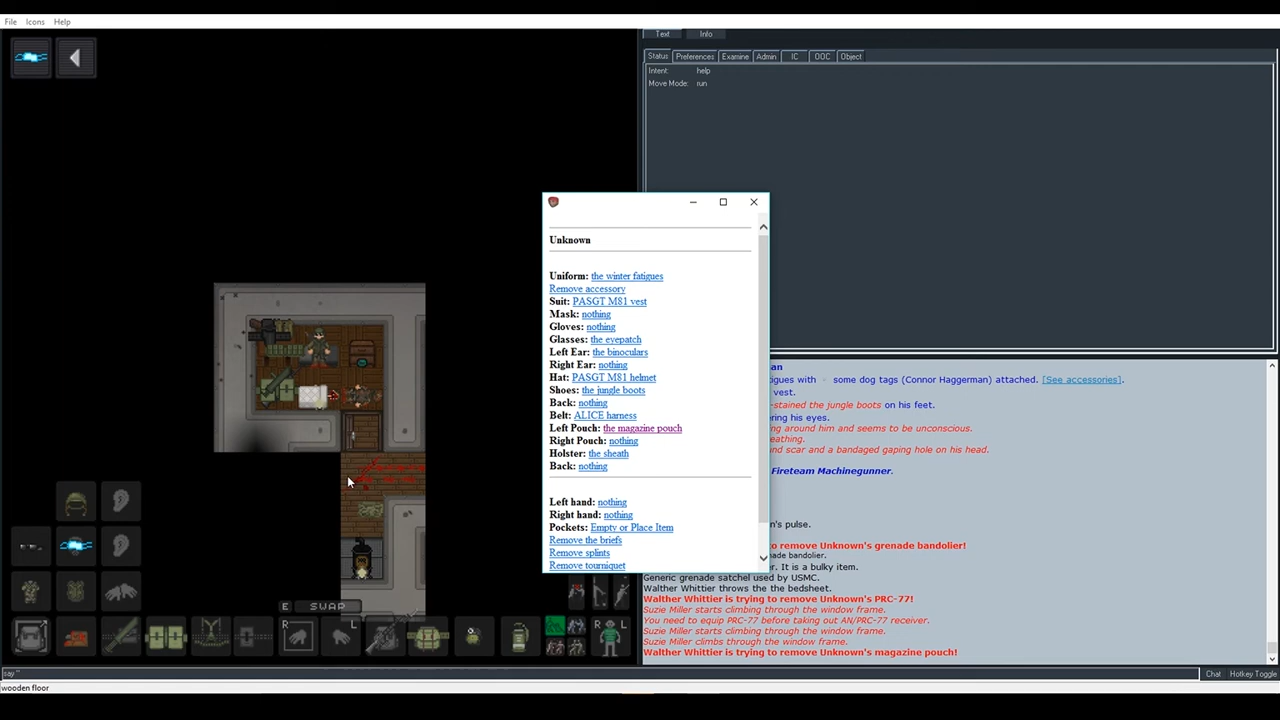 File Icons Help
Text Info
Status Preferences Examine Admin IC OOC Object
Intent: help
Move Mode: run
Unknown
Uniform: the winter fatigues
Remove accessory
Suit: PASGT M81 vest
Mask: nothing
Gloves: nothing
Glasses: the eyepatch
Left Ear: the binoculars
Right Ear: nothing
Hat: PASGT M81 helmet
Shoes: the jungle boots
Back: nothing
Belt: ALICE harness
Left Pouch: the magazine pouch
Right Pouch: nothing
Holster: the sheath
Back: nothing
Left hand: nothing
Right hand: nothing
Pockets: Empty or Place Item
Remove the briefs
Remove splints
Remove tourniquet
an
igues with some dog tags (Connor Haggerman) attached. [See accessories].
vest.
-stained the jungle boots on his feet.
ering his eyes.
ng around him and seems to be unconscious.
eathing.
und scar and a bandaged gaping hole on his head.
Fireteam Machinegunner.
n's pulse.
to remove Unknown's grenade bandolier!
nade bandolier.
r. It is a bulky item.
Generic grenade satchel used by USMC.
Walther Whittier throws the the bedsheet.
Walther Whittier is trying to remove Unknown's PRC-77!
Suzie Miller starts climbing through the window frame.
You need to equip PRC-77 before taking out AN/PRC-77 receiver.
Suzie Miller starts climbing through the window frame.
Suzie Miller climbs through the window frame.
Walther Whittier is trying to remove Unknown's magazine pouch!
E SWAP
R L R L
say "
Chat Hotkey Toggle
wooden floor